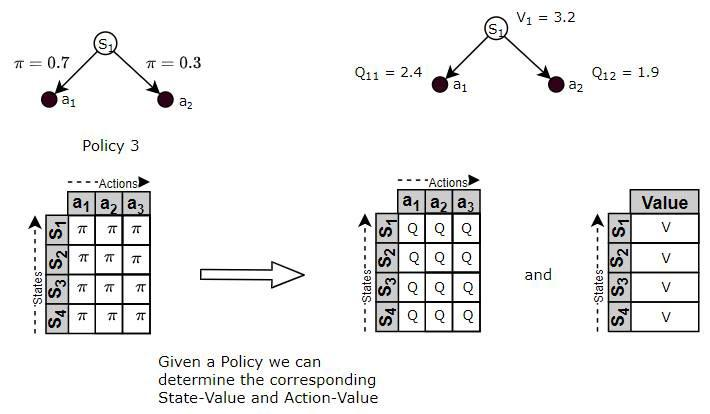 S₁
π = 0.7
π = 0.3
a₁
a₂
Policy 3
S₁
V₁ = 3.2
Q₁₁ = 2.4
Q₁₂ = 1.9
a₁
a₂
Actions
a₁ a₂ a₃
States
S₁ π π π
S₂ π π π
S₃ π π π
S₄ π π π
Actions
a₁ a₂ a₃
States
S₁ Q Q Q
S₂ Q Q Q
S₃ Q Q Q
S₄ Q Q Q
and
Value
States
S₁ V
S₂ V
S₃ V
S₄ V
Given a Policy we can
determine the corresponding
State-Value and Action-Value